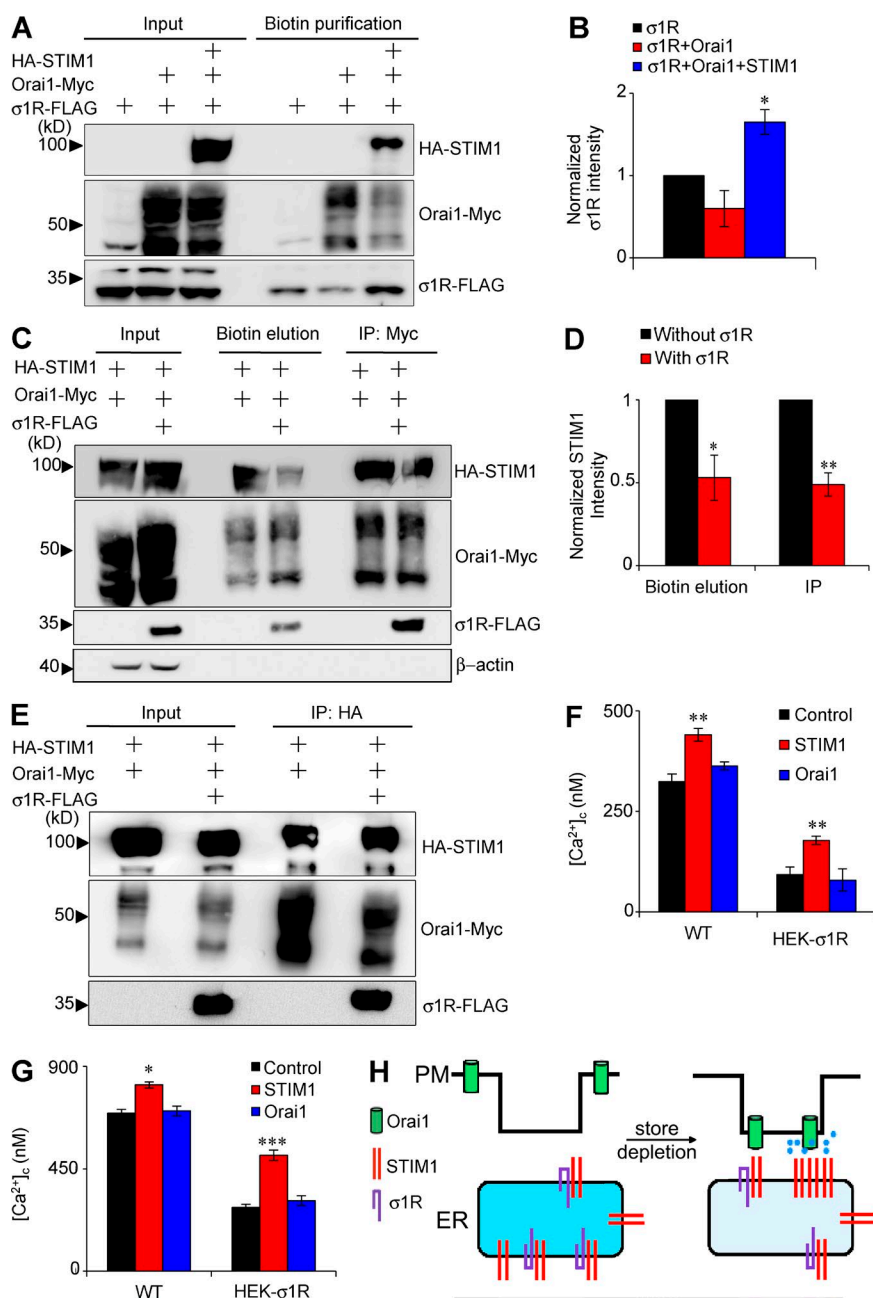 A
Input
Biotin purification
HA-STIM1 +  +
Orai1-Myc + +  + +
σ1R-FLAG + + +  + + +
(kD)
100
HA-STIM1
50
Orai1-Myc
35
σ1R-FLAG
B
σ1R
σ1R+Orai1
σ1R+Orai1+STIM1
Normalized
σ1R intensity
2
1
0
*
C
Input
Biotin elution
IP: Myc
HA-STIM1 + +  + +  + +
Orai1-Myc + +  + +  + +
σ1R-FLAG +  +  +
(kD)
100
HA-STIM1
50
Orai1-Myc
35
σ1R-FLAG
40
β-actin
D
Without σ1R
With σ1R
Normalized STIM1
Intensity
1
0.5
0
*
**
Biotin elution
IP
E
Input
IP: HA
HA-STIM1 + +  + +
Orai1-Myc + +  + +
σ1R-FLAG +  +
(kD)
100
HA-STIM1
50
Orai1-Myc
35
σ1R-FLAG
F
Control
STIM1
Orai1
[Ca²⁺]c (nM)
500
250
0
**
**
WT
HEK-σ1R
G
Control
STIM1
Orai1
[Ca²⁺]c (nM)
900
450
0
*
***
WT
HEK-σ1R
H
PM
Orai1
STIM1
σ1R
ER
store
depletion